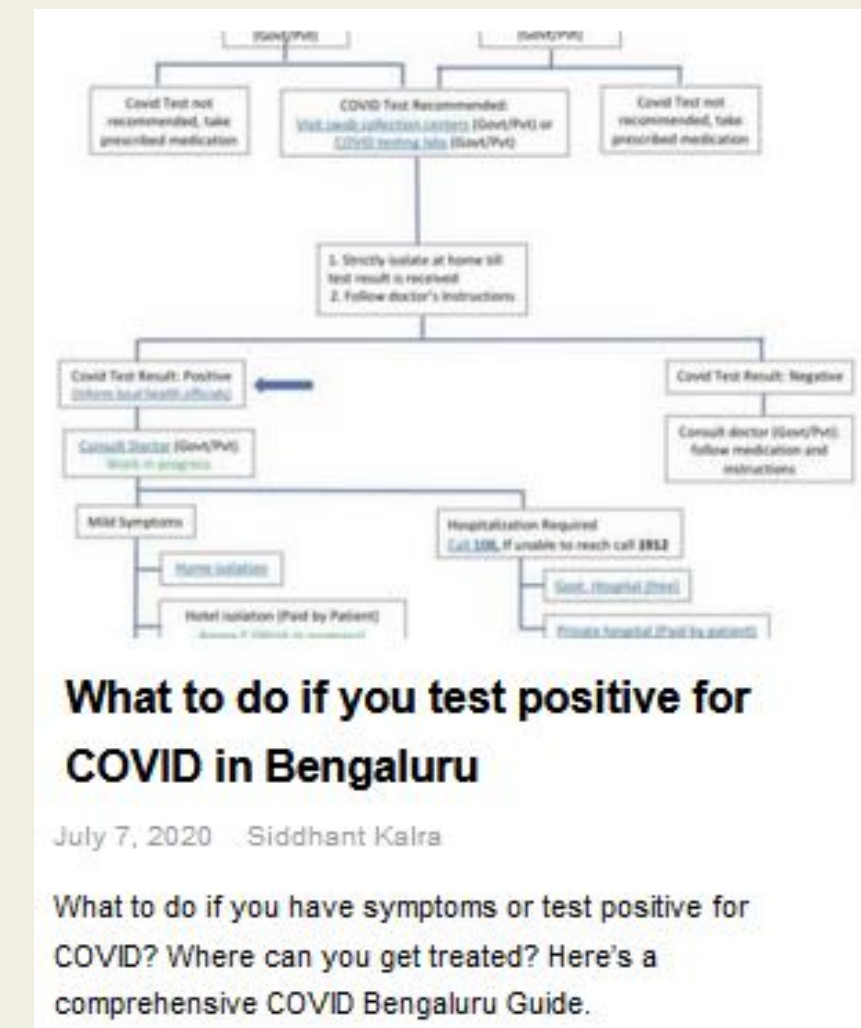 (Govt/Pvt)
(Govt/Pvt)
Covid Test not
recommended, take
prescribed medication
COVID Test Recommended:
Visit swab collection centers (Govt/Pvt) or
COVID testing labs (Govt/Pvt)
Covid Test not
recommended, take
prescribed medication
1. Strictly isolate at home till
test result is received
2. Follow doctor's instructions
Covid Test Result: Positive
(Inform local health officials)
Covid Test Result: Negative
Consult Doctor (Govt/Pvt)
Work in progress
Consult doctor (Govt/Pvt)
follow medication and
instructions
Mild Symptoms
Hospitalization Required
Call 108, if unable to reach call 1912
Home isolation
Govt. Hospital (free)
Hotel isolation (Paid by Patient)
Private hospital (Paid by patient)
What to do if you test positive for
COVID in Bengaluru
July 7, 2020 Siddhant Kalra
What to do if you have symptoms or test positive for
COVID? Where can you get treated? Here's a
comprehensive COVID Bengaluru Guide.